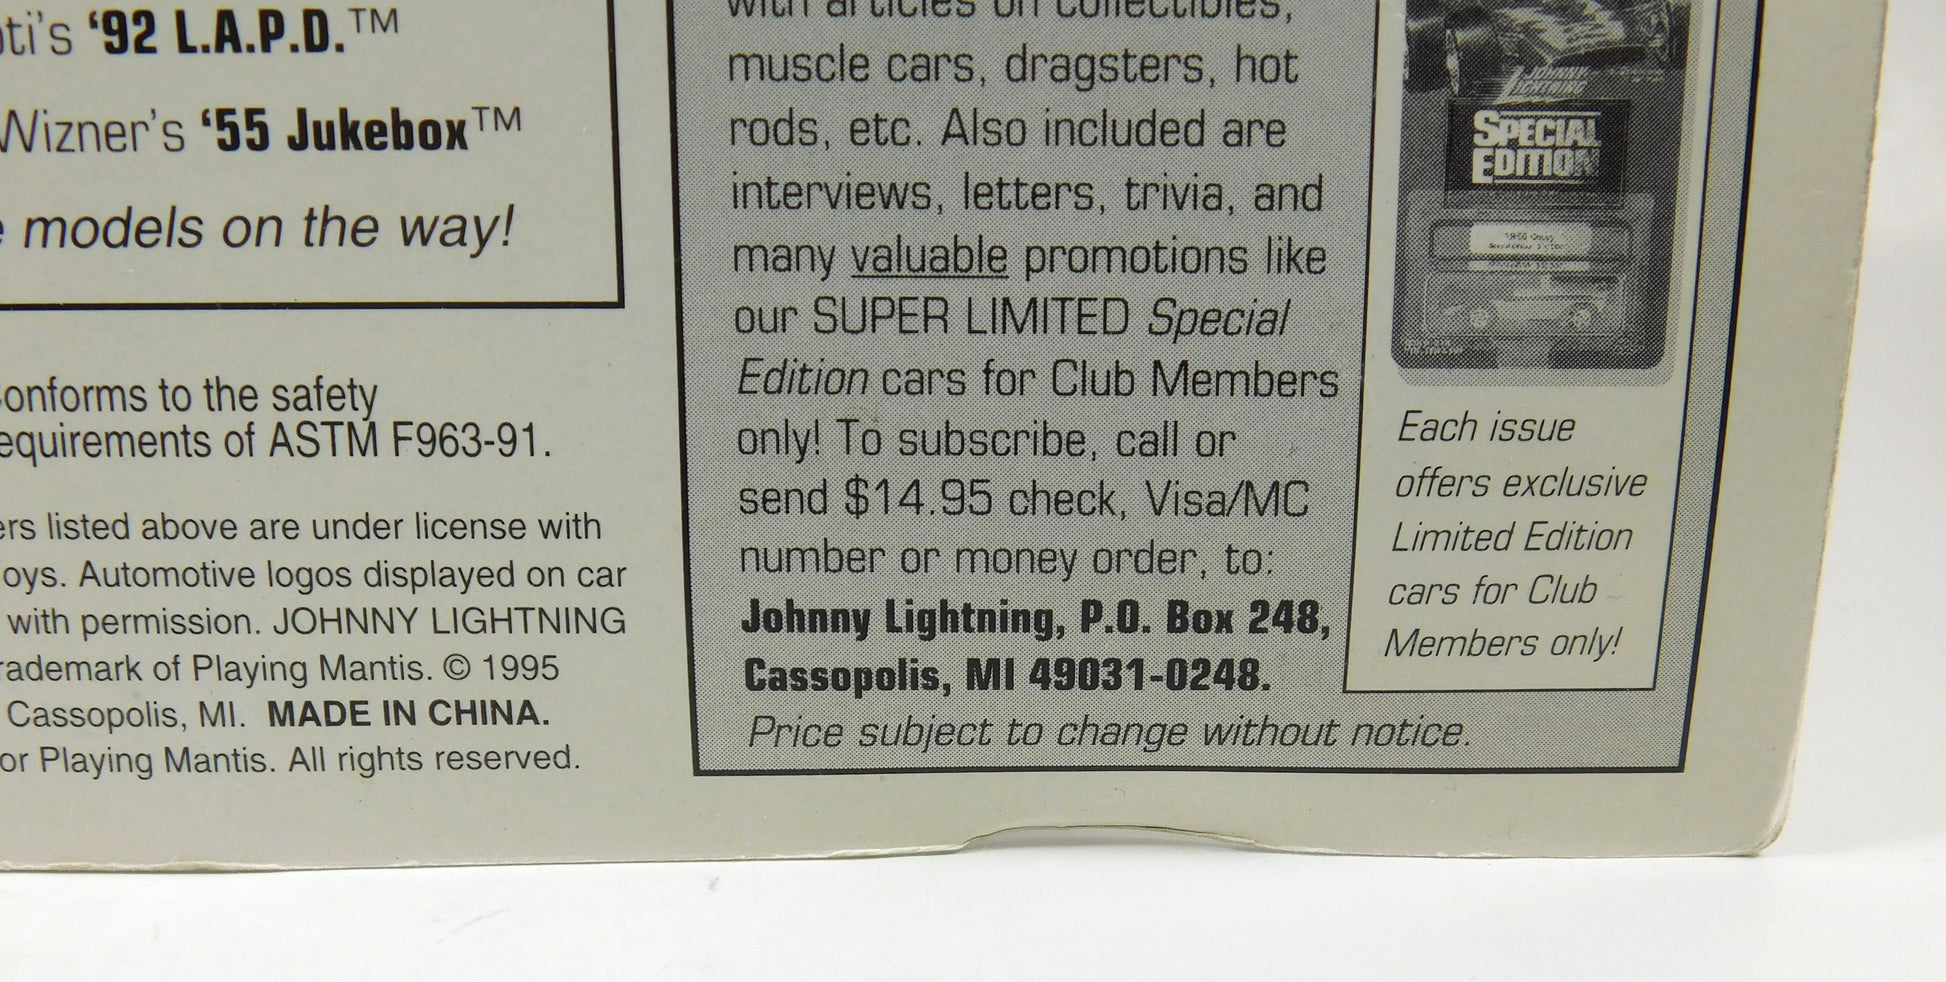 '92 L.A.P.D.™
Wizner's '55 Jukebox™
models on the way!
to the safety
of ASTM F963-91.
listed above are under license with
Automotive logos displayed on car
with permission. JOHNNY LIGHTNING
of Playing Mantis. © 1995
Cassopolis, MI. MADE IN CHINA.
or Playing Mantis. All rights reserved.
with articles on collectibles,
muscle cars, dragsters, hot
rods, etc. Also included are
interviews, letters, trivia, and
many valuable promotions like
our SUPER LIMITED Special
Edition cars for Club Members
only! To subscribe, call or
send $14.95 check, Visa/MC
number or money order, to:
Johnny Lightning, P.O. Box 248,
Cassopolis, MI 49031-0248.
Price subject to change without notice.
JOHNNY
LIGHTNING
SPECIAL
EDITION
Each issue
offers exclusive
Limited Edition
cars for Club
Members only!